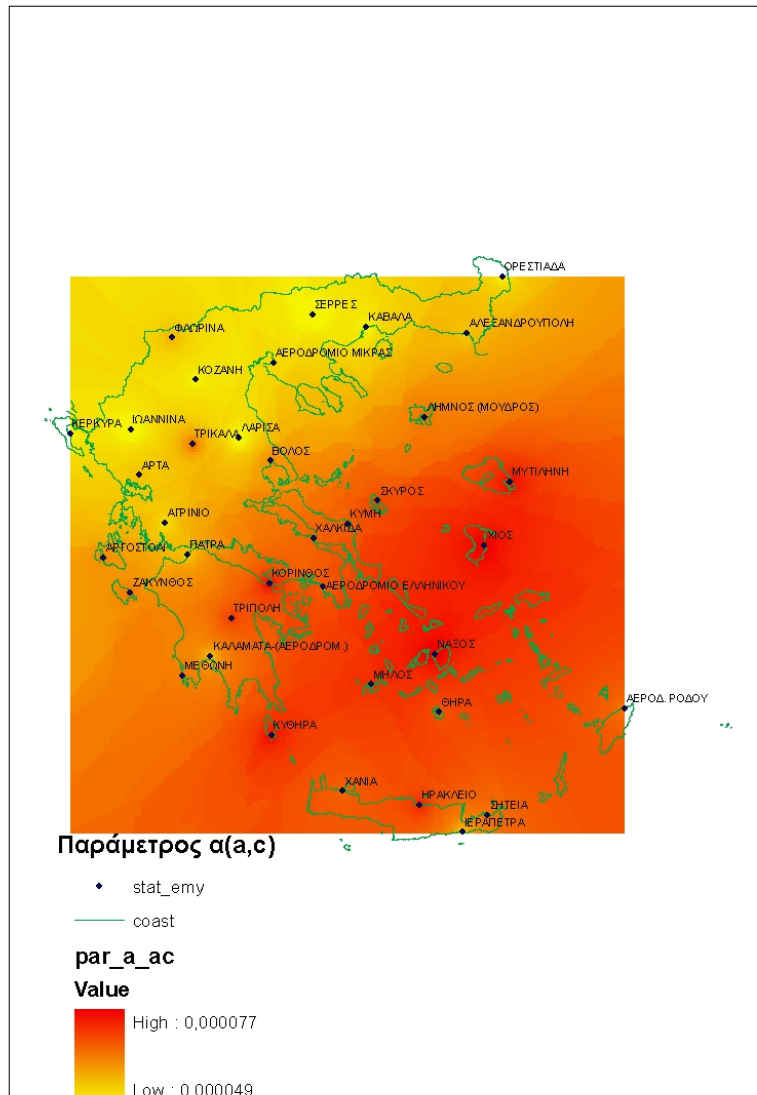 ΟΡΕΣΤΙΑΔΑ
ΣΕΡΡΕΣ
ΚΑΒΑΛΑ
ΑΛΕΞΑΝΔΡΟΥΠΟΛΗ
ΦΛΩΡΙΝΑ
ΑΕΡΟΔΡΟΜΙΟ ΜΙΚΡΑΣ
ΚΟΖΑΝΗ
ΛΗΜΝΟΣ (ΜΟΥΔΡΟΣ)
ΚΕΡΚΥΡΑ
ΙΩΑΝΝΙΝΑ
ΤΡΙΚΑΛΑ
ΛΑΡΙΣΑ
ΒΟΛΟΣ
ΑΡΤΑ
ΜΥΤΙΛΗΝΗ
ΣΚΥΡΟΣ
ΑΓΡΙΝΙΟ
ΚΥΜΗ
ΧΑΛΚΙΔΑ
ΧΙΟΣ
ΑΡΓΟΣΤΟΛΙ
ΠΑΤΡΑ
ΚΟΡΙΝΘΟΣ
ΑΕΡΟΔΡΟΜΙΟ ΕΛΛΗΝΙΚΟΥ
ΖΑΚΥΝΘΟΣ
ΤΡΙΠΟΛΗ
ΚΑΛΑΜΑΤΑ-(ΑΕΡΟΔΡΟΜ.)
ΝΑΞΟΣ
ΜΕΘΩΝΗ
ΜΗΛΟΣ
ΘΗΡΑ
ΑΕΡΟΔ. ΡΟΔΟΥ
ΚΥΘΗΡΑ
ΧΑΝΙΑ
ΗΡΑΚΛΕΙΟ
ΣΗΤΕΙΑ
ΙΕΡΑΠΕΤΡΑ
Παράμετρος α(a,c)
stat_emy
coast
par_a_ac
Value
High : 0,000077
Low : 0,000049